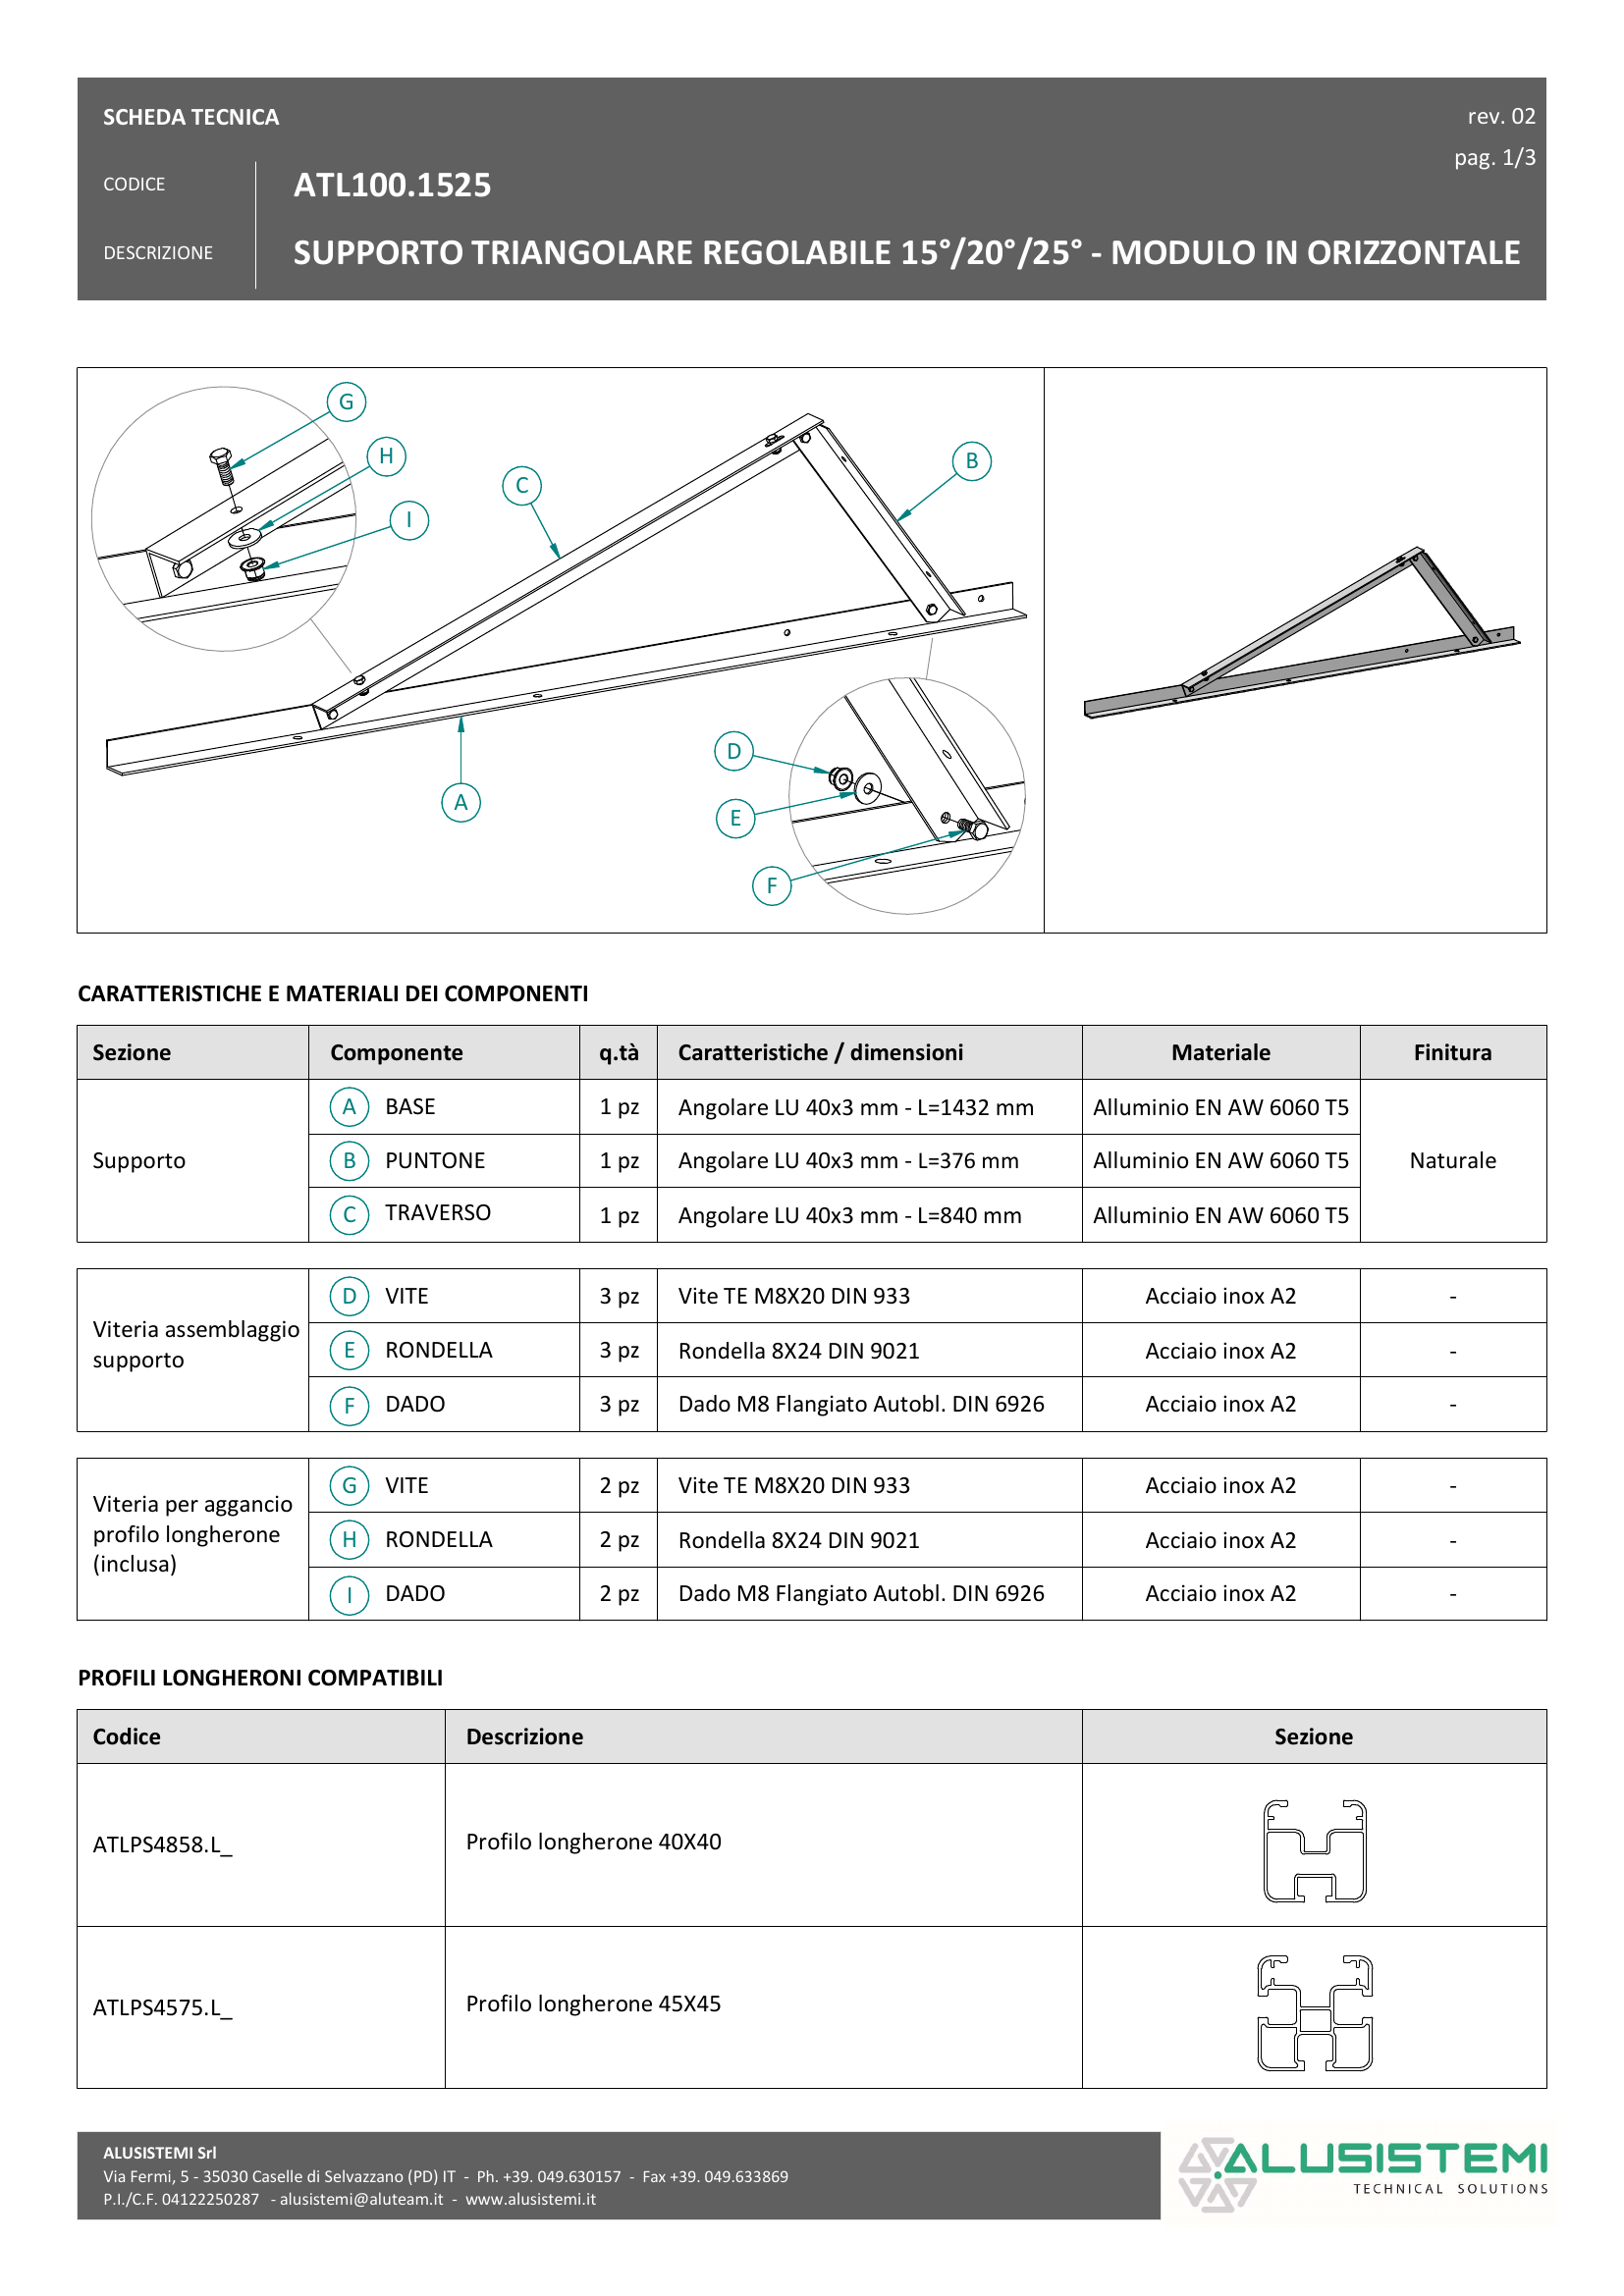 SCHEDA TECNICA
rev. 02
pag. 1/3
CODICE
ATL100.1525
DESCRIZIONE
SUPPORTO TRIANGOLARE REGOLABILE 15°/20°/25° - MODULO IN ORIZZONTALE
G
H
I
C
B
A
D
E
F
CARATTERISTICHE E MATERIALI DEI COMPONENTI
Sezione Componente q.tà Caratteristiche / dimensioni Materiale Finitura
Supporto
A BASE 1 pz Angolare LU 40x3 mm - L=1432 mm Alluminio EN AW 6060 T5
B PUNTONE 1 pz Angolare LU 40x3 mm - L=376 mm Alluminio EN AW 6060 T5
C TRAVERSO 1 pz Angolare LU 40x3 mm - L=840 mm Alluminio EN AW 6060 T5
Naturale
Viteria assemblaggio
supporto
D VITE 3 pz Vite TE M8X20 DIN 933 Acciaio inox A2 -
E RONDELLA 3 pz Rondella 8X24 DIN 9021 Acciaio inox A2 -
F DADO 3 pz Dado M8 Flangiato Autobl. DIN 6926 Acciaio inox A2 -
Viteria per aggancio
profilo longherone
(inclusa)
G VITE 2 pz Vite TE M8X20 DIN 933 Acciaio inox A2 -
H RONDELLA 2 pz Rondella 8X24 DIN 9021 Acciaio inox A2 -
I DADO 2 pz Dado M8 Flangiato Autobl. DIN 6926 Acciaio inox A2 -
PROFILI LONGHERONI COMPATIBILI
Codice Descrizione Sezione
ATLPS4858.L_ Profilo longherone 40X40
ATLPS4575.L_ Profilo longherone 45X45
ALUSISTEMI Srl
Via Fermi, 5 - 35030 Caselle di Selvazzano (PD) IT - Ph. +39. 049.630157 - Fax +39. 049.633869
P.I./C.F. 04122250287 - alusistemi@aluteam.it - www.alusistemi.it
ALUSISTEMI
TECHNICAL SOLUTIONS